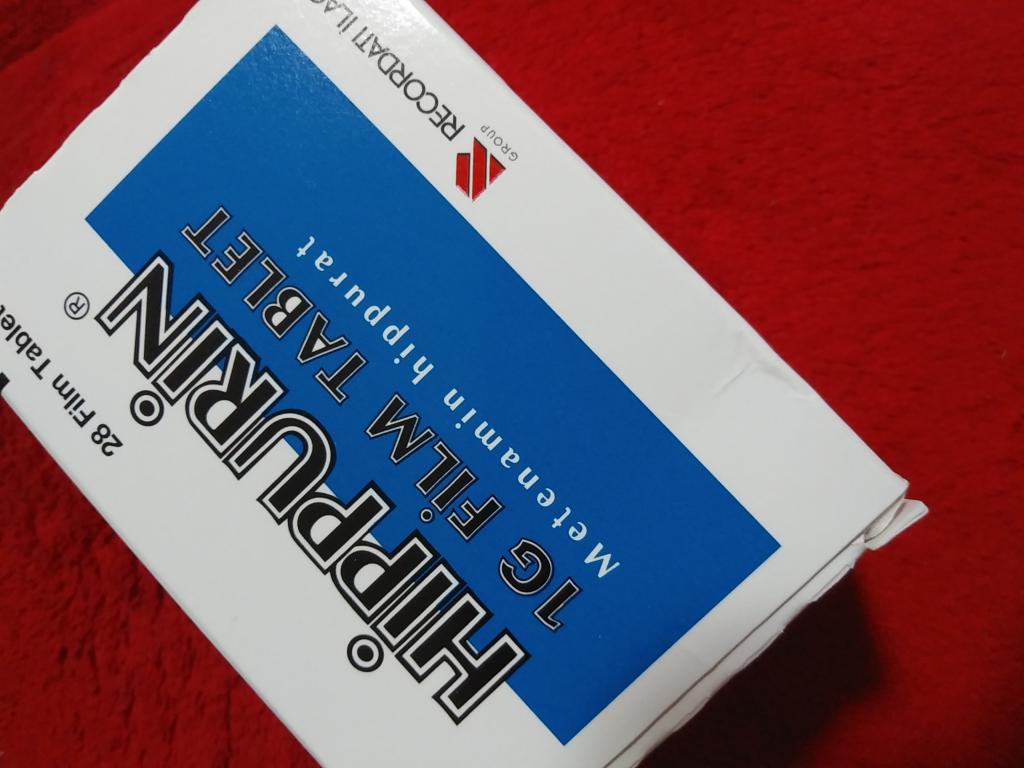 28 Film Tablet
HİPPURİN®
1G FİLM TABLET
Metenamin hippurat
RECORDATI İLAÇ
GROUP